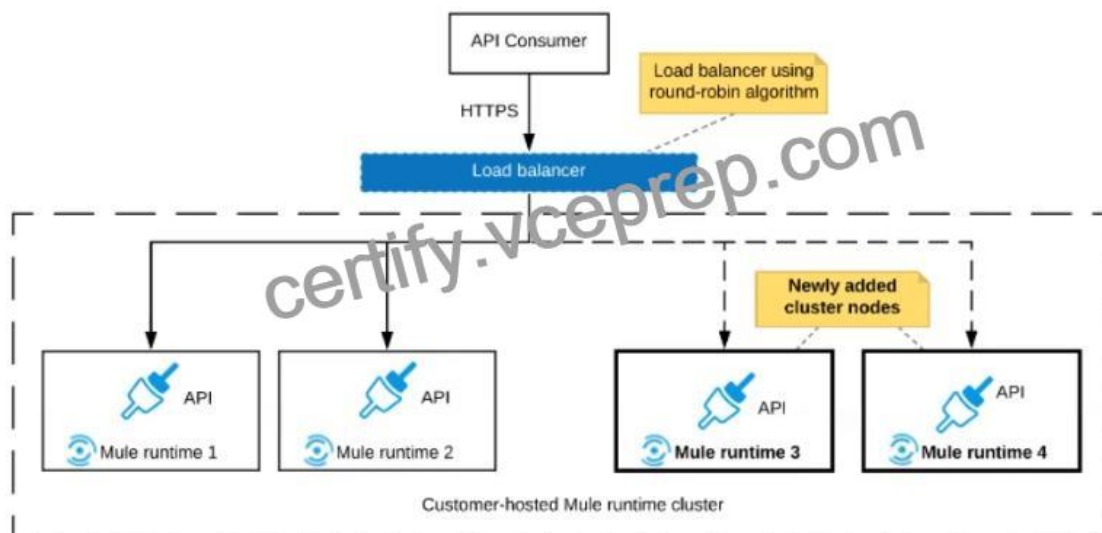 API Consumer
Load balancer using
round-robin algorithm
HTTPS
Load balancer
certify.vceprep.com
Newly added
cluster nodes
API
API
API
API
Mule runtime 1
Mule runtime 2
Mule runtime 3
Mule runtime 4
Customer-hosted Mule runtime cluster